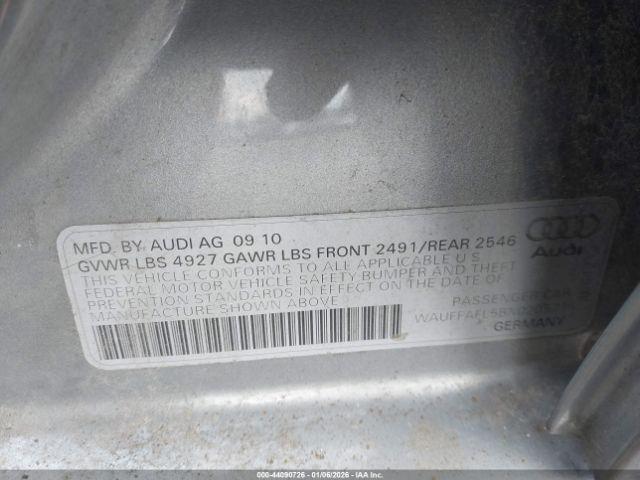 MFD. BY AUDI AG 09 10
GVWR LBS 4927 GAWR LBS FRONT 2491/REAR 2546
THIS VEHICLE CONFORMS TO ALL APPLICABLE U S
FEDERAL MOTOR VEHICLE SAFETY BUMPER AND THEFT
PREVENTION STANDARDS IN EFFECT ON THE DATE OF
MANUFACTURE SHOWN ABOVE
Audi
PASSENGER CAR
GERMANY
000-44090726 - 01/06/2026 - IAAI.COM